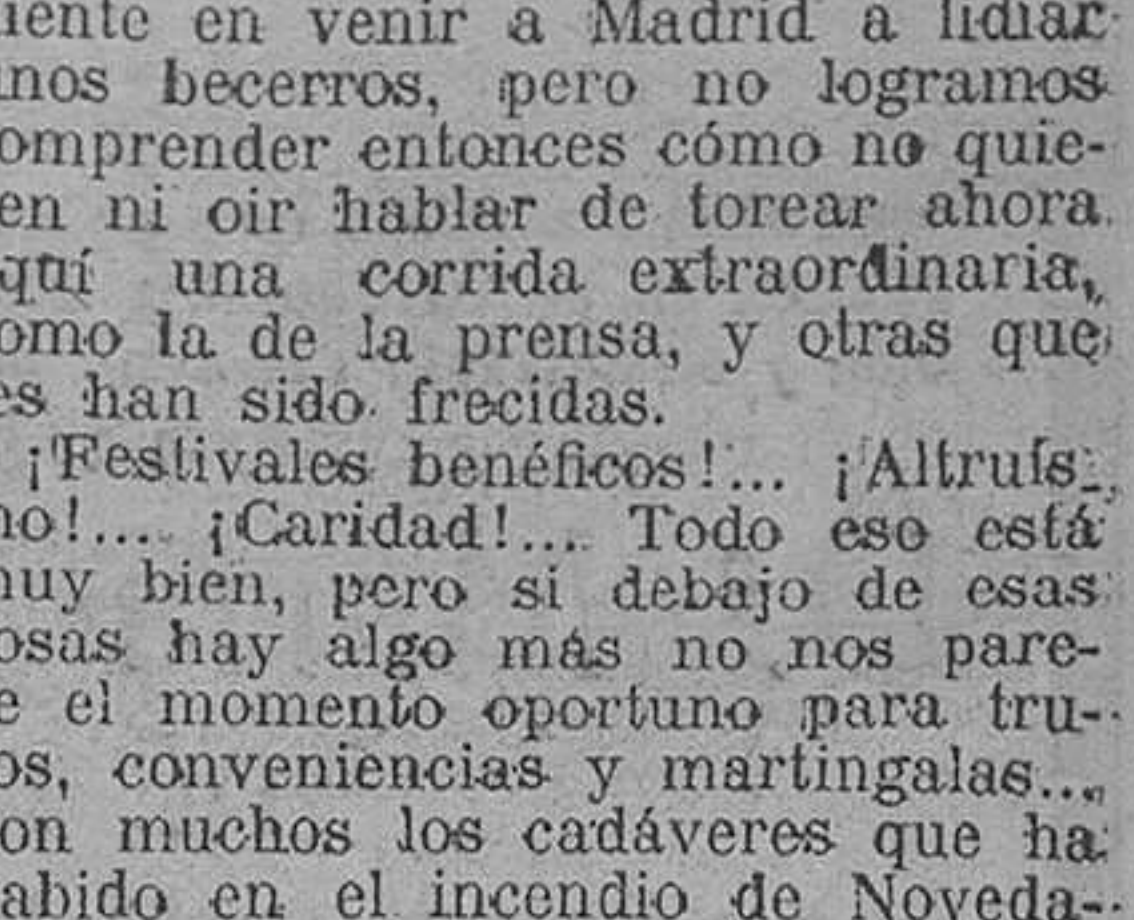 iente en venir a Madrid a lidiar
unos becerros, pero no logramos
omprender entonces cómo no quie-
en ni oir hablar de torear ahora
quí una corrida extraordinaria,
omo la de la prensa, y otras que
es han sido frecidas.
¡Festivales benéficos!... ¡Altruís-
mo!.... ¡Caridad!.... Todo eso está
muy bien, pero si debajo de esas
osas hay algo más no nos pare-
e el momento oportuno para tru-
os, conveniencias y martingalas...
on muchos los cadáveres que ha
abido en el incendio de Noveda-